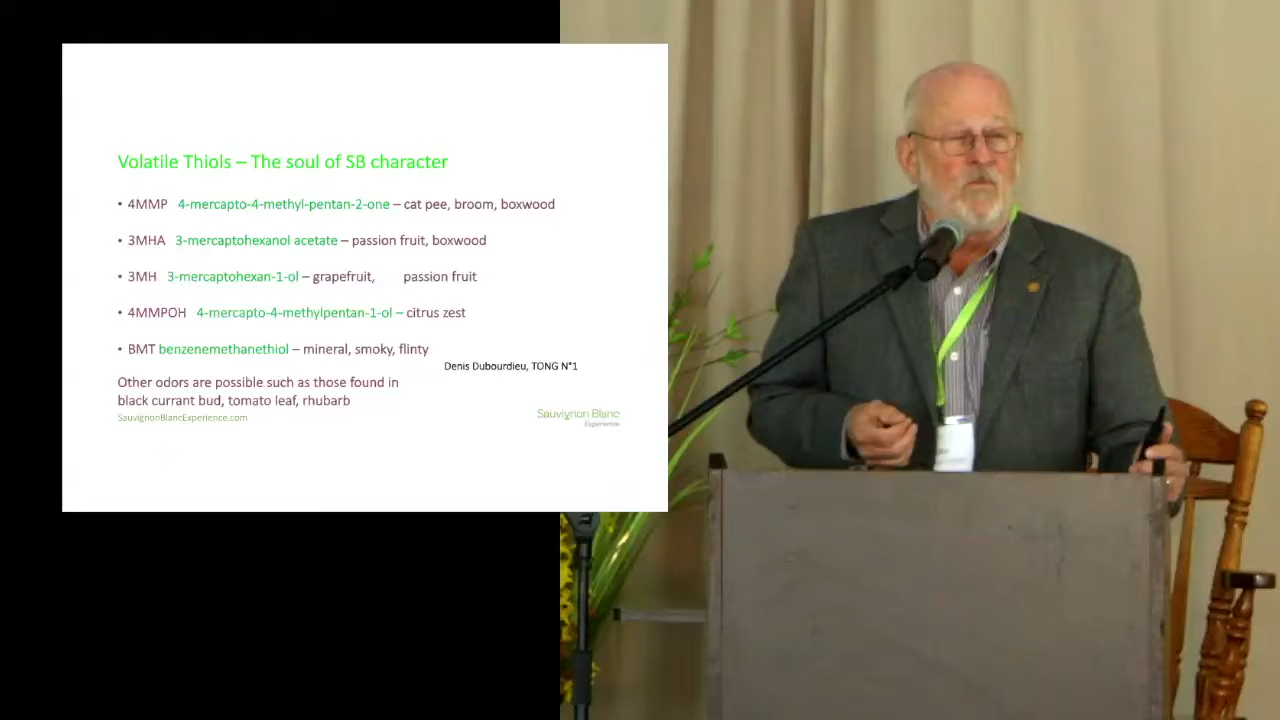 Volatile Thiols – The soul of SB character
• 4MMP 4-mercapto-4-methyl-pentan-2-one – cat pee, broom, boxwood
• 3MHA 3-mercaptohexanol acetate – passion fruit, boxwood
• 3MH 3-mercaptohexan-1-ol – grapefruit, passion fruit
• 4MMPOH 4-mercapto-4-methylpentan-1-ol – citrus zest
• BMT benzenemethanethiol – mineral, smoky, flinty
Denis Dubourdieu, TONG N°1
Other odors are possible such as those found in
black currant bud, tomato leaf, rhubarb
SauvignonBlancExperience.com
Sauvignon Blanc
Experience